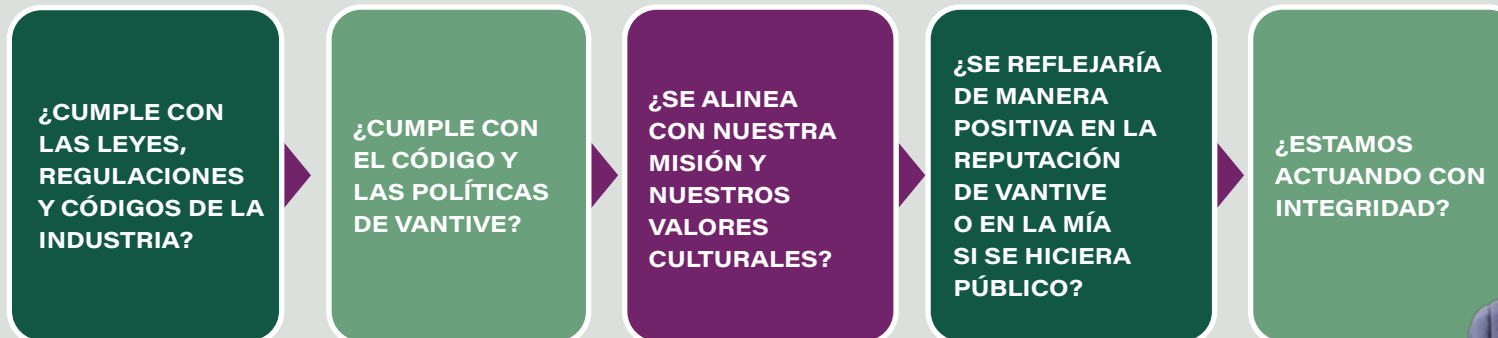 ¿CUMPLE CON
LAS LEYES,
REGULACIONES
Y CÓDIGOS DE LA
INDUSTRIA?
¿CUMPLE CON
EL CÓDIGO Y
LAS POLÍTICAS
DE VANTIVE?
¿SE ALINEA
CON NUESTRA
MISIÓN Y
NUESTROS
VALORES
CULTURALES?
¿SE REFLEJARÍA
DE MANERA
POSITIVA EN LA
REPUTACIÓN
DE VANTIVE
O EN LA MÍA
SI SE HICIERA
PÚBLICO?
¿ESTAMOS
ACTUANDO CON
INTEGRIDAD?